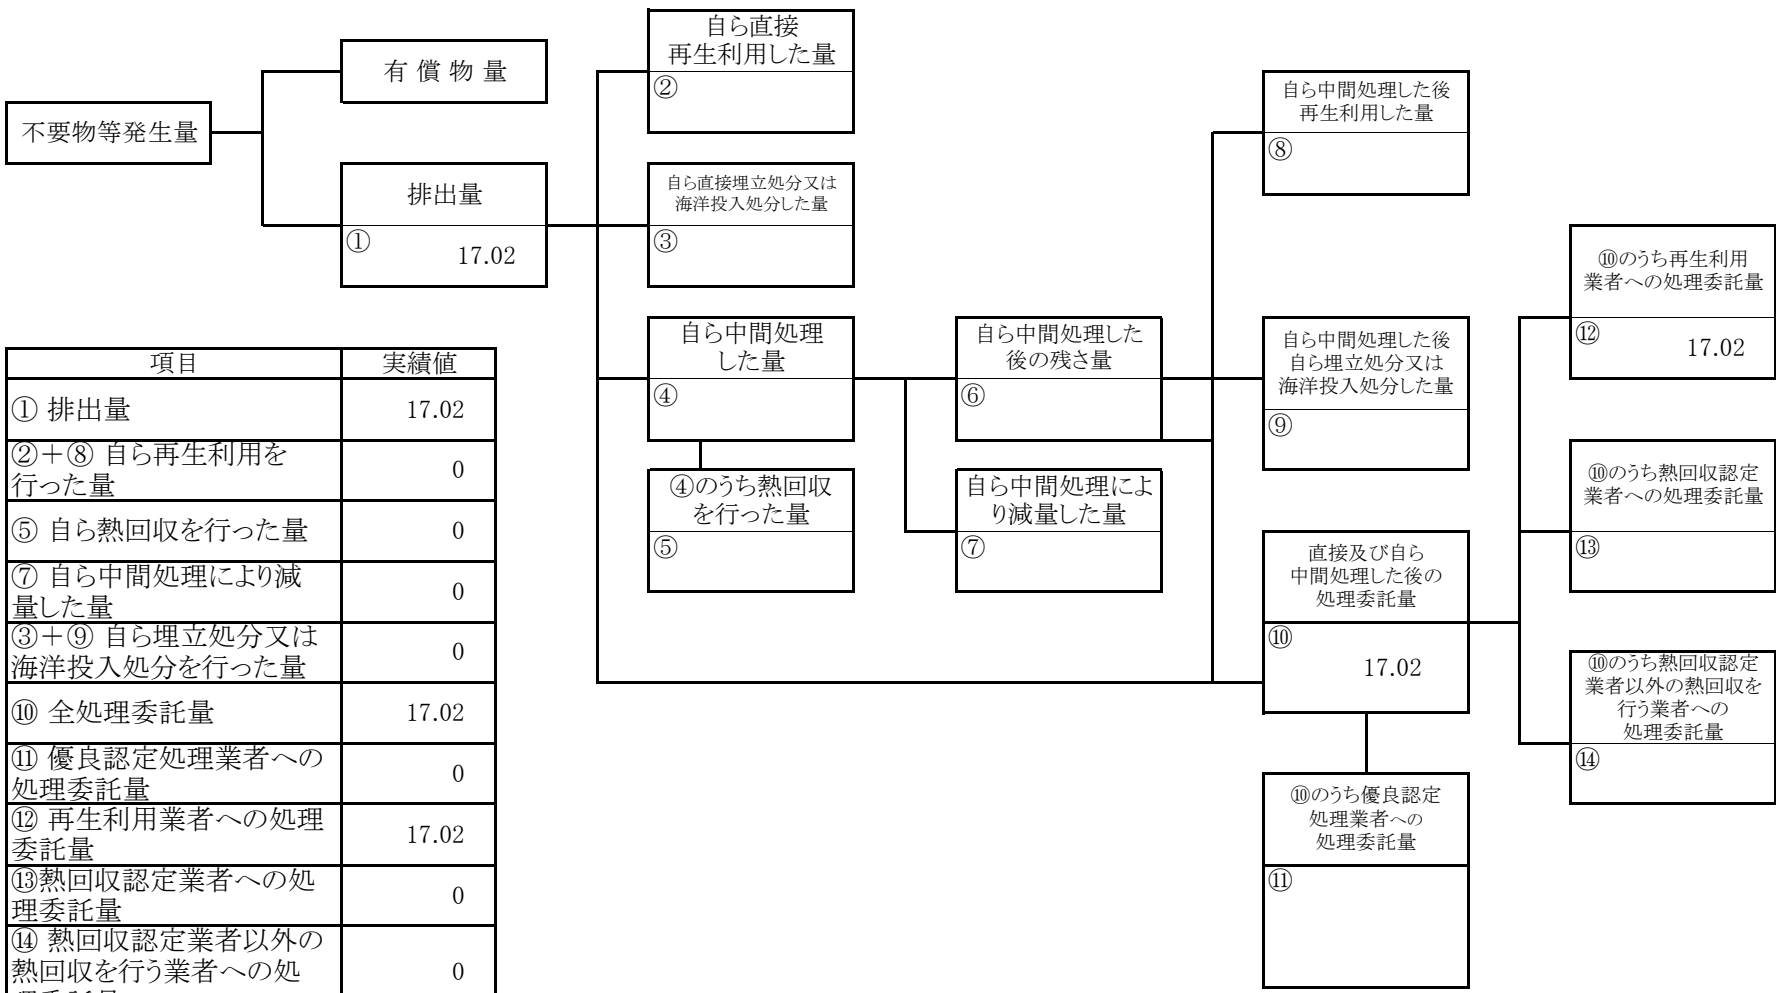 不要物等発生量
有 償 物 量
排出量
①
17.02
自ら直接
再生利用した量
②
自ら直接埋立処分又は
海洋投入処分した量
③
自ら中間処理
した量
④
④のうち熱回収
を行った量
⑤
自ら中間処理した
後の残さ量
⑥
自ら中間処理によ
り減量した量
⑦
自ら中間処理した後
再生利用した量
⑧
自ら中間処理した後
自ら埋立処分又は
海洋投入処分した量
⑨
直接及び自ら
中間処理した後の
処理委託量
⑩
17.02
⑩のうち優良認定
処理業者への
処理委託量
⑪
⑩のうち再生利用
業者への処理委託量
⑫
17.02
⑩のうち熱回収認定
業者への処理委託量
⑬
⑩のうち熱回収認定
業者以外の熱回収を
行う業者への
処理委託量
⑭
項目 実績値
① 排出量 17.02
②＋⑧ 自ら再生利用を
行った量 0
⑤ 自ら熱回収を行った量 0
⑦ 自ら中間処理により減
量した量 0
③＋⑨ 自ら埋立処分又は
海洋投入処分を行った量 0
⑩ 全処理委託量 17.02
⑪ 優良認定処理業者への
処理委託量 0
⑫ 再生利用業者への処理
委託量 17.02
⑬熱回収認定業者への処
理委託量 0
⑭ 熱回収認定業者以外の
熱回収を行う業者への処 0